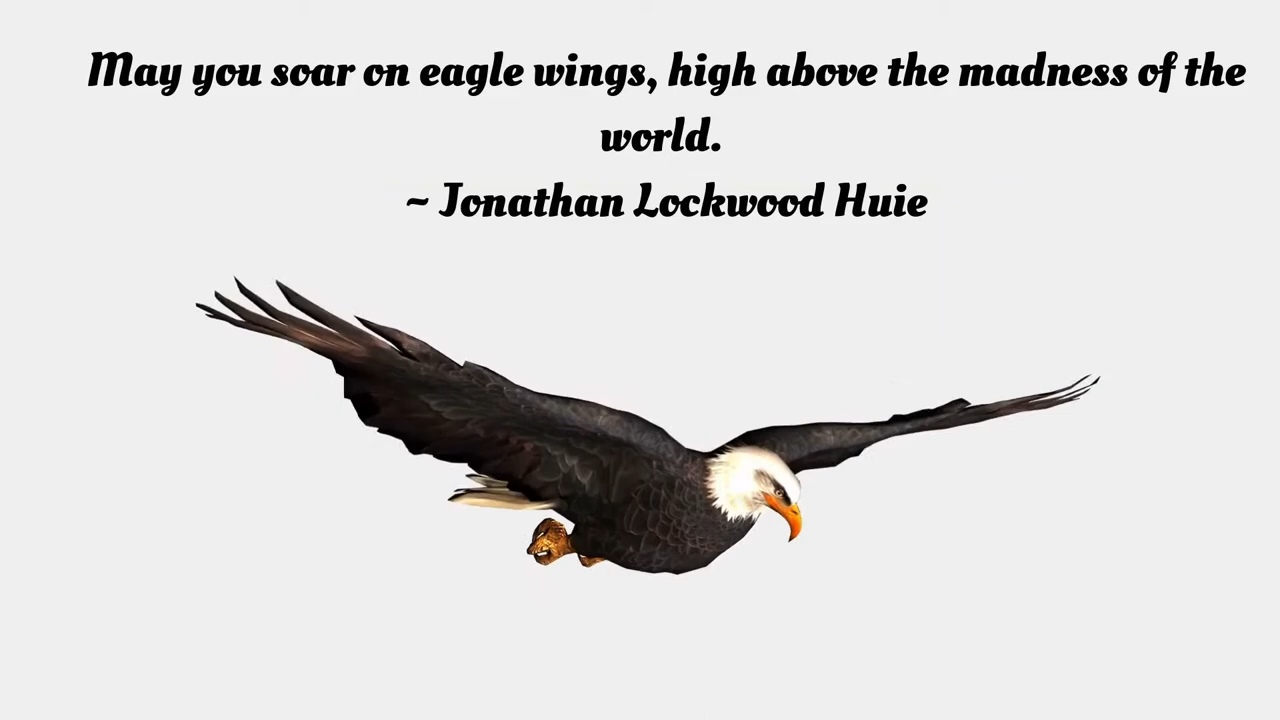 May you soar on eagle wings, high above the madness of the
world.
~ Jonathan Lockwood Huie